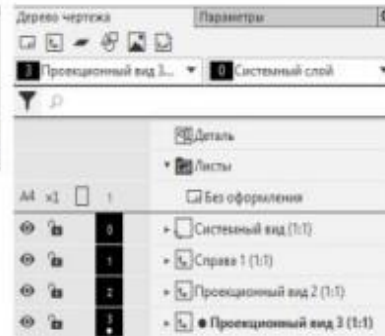 Дерево чертежа Параметры
3 Проекционный вид 3... 0 Системный слой
Деталь
Листы
A4 x1 1 Без оформления
0 Системный вид (1:1)
1 Справа 1 (1:1)
2 Проекционный вид 2 (1:1)
3 Проекционный вид 3 (1:1)